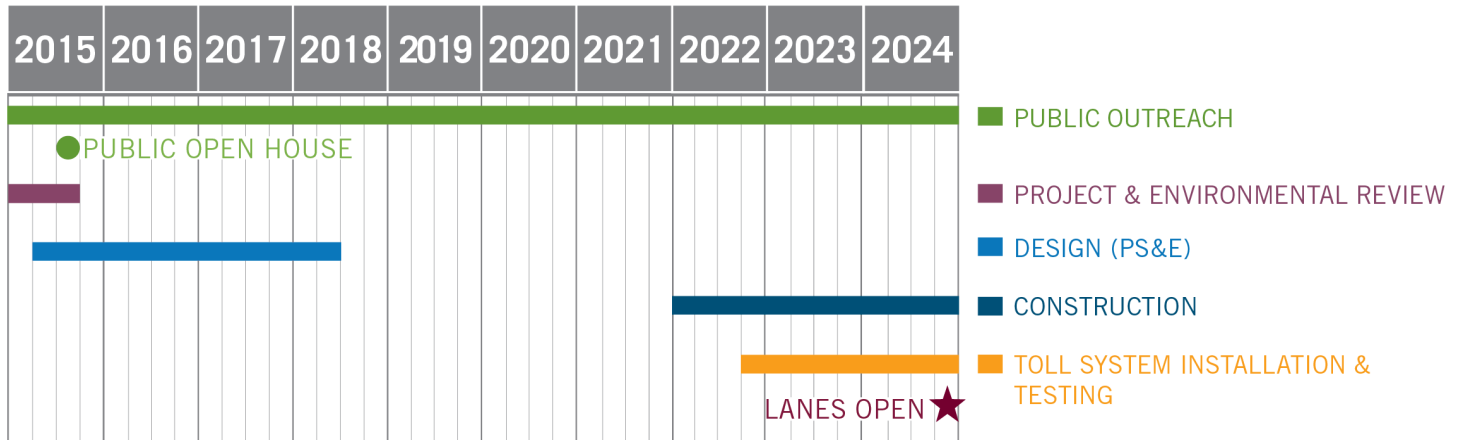 2015 2016 2017 2018 2019 2020 2021 2022 2023 2024
PUBLIC OUTREACH
PUBLIC OPEN HOUSE
PROJECT & ENVIRONMENTAL REVIEW
DESIGN (PS&E)
CONSTRUCTION
TOLL SYSTEM INSTALLATION &
TESTING
LANES OPEN